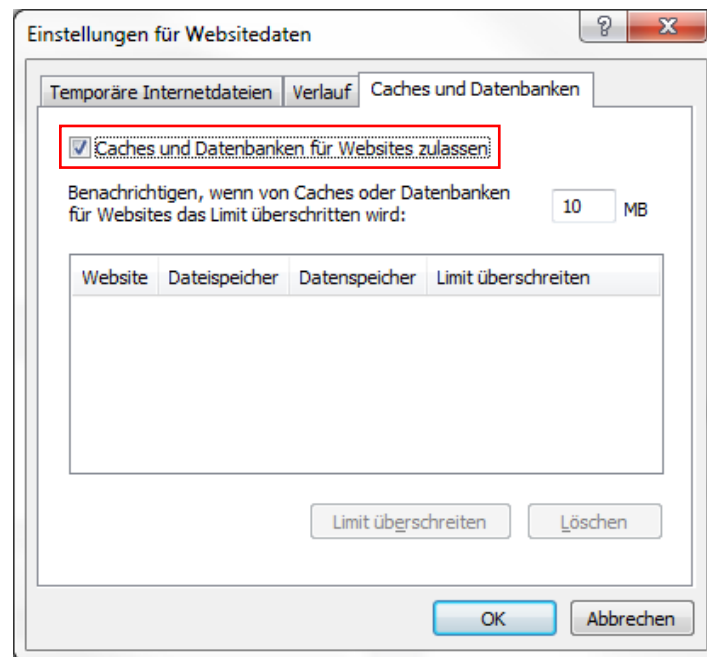 Einstellungen für Websitedaten
Temporäre Internetdateien Verlauf Caches und Datenbanken
Caches und Datenbanken für Websites zulassen
Benachrichtigen, wenn von Caches oder Datenbanken
für Websites das Limit überschritten wird:
10 MB
Website Dateispeicher Datenspeicher Limit überschreiten
Limit überschreiten Löschen
OK Abbrechen